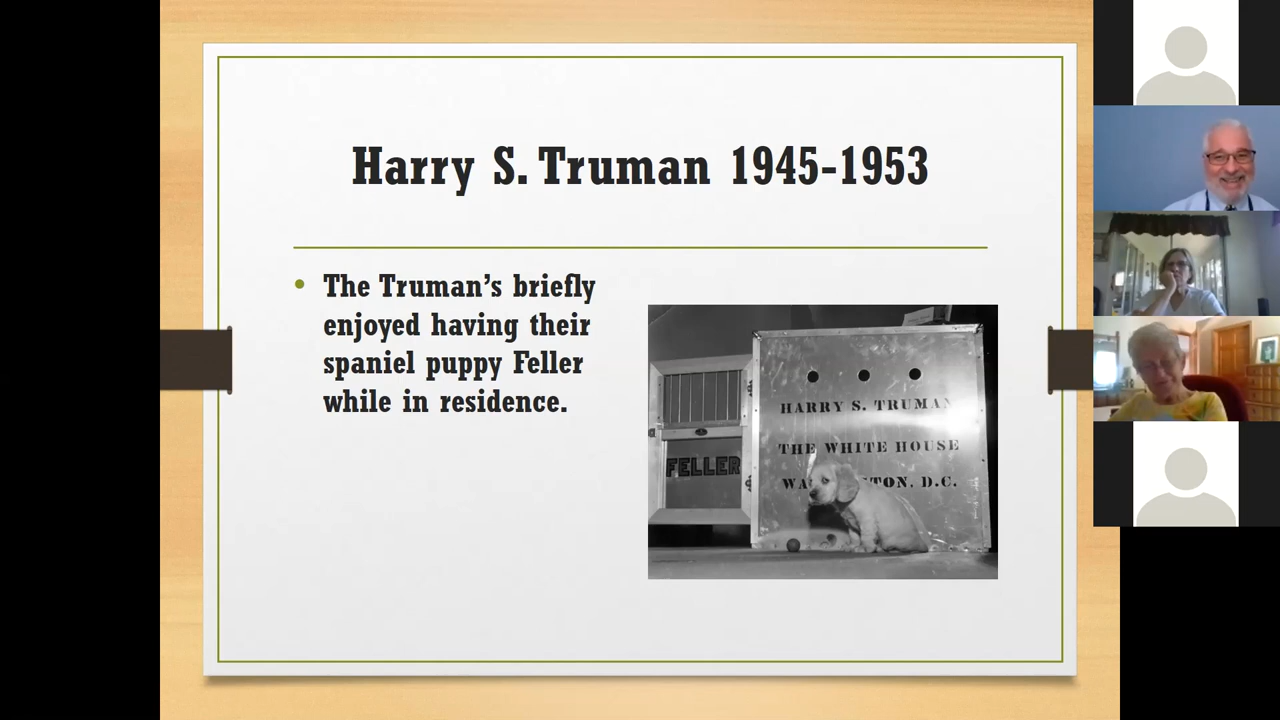 Harry S. Truman 1945-1953
• The Truman’s briefly
enjoyed having their
spaniel puppy Feller
while in residence.
FELLER
HARRY S. TRUMAN
THE WHITE HOUSE
D.C.